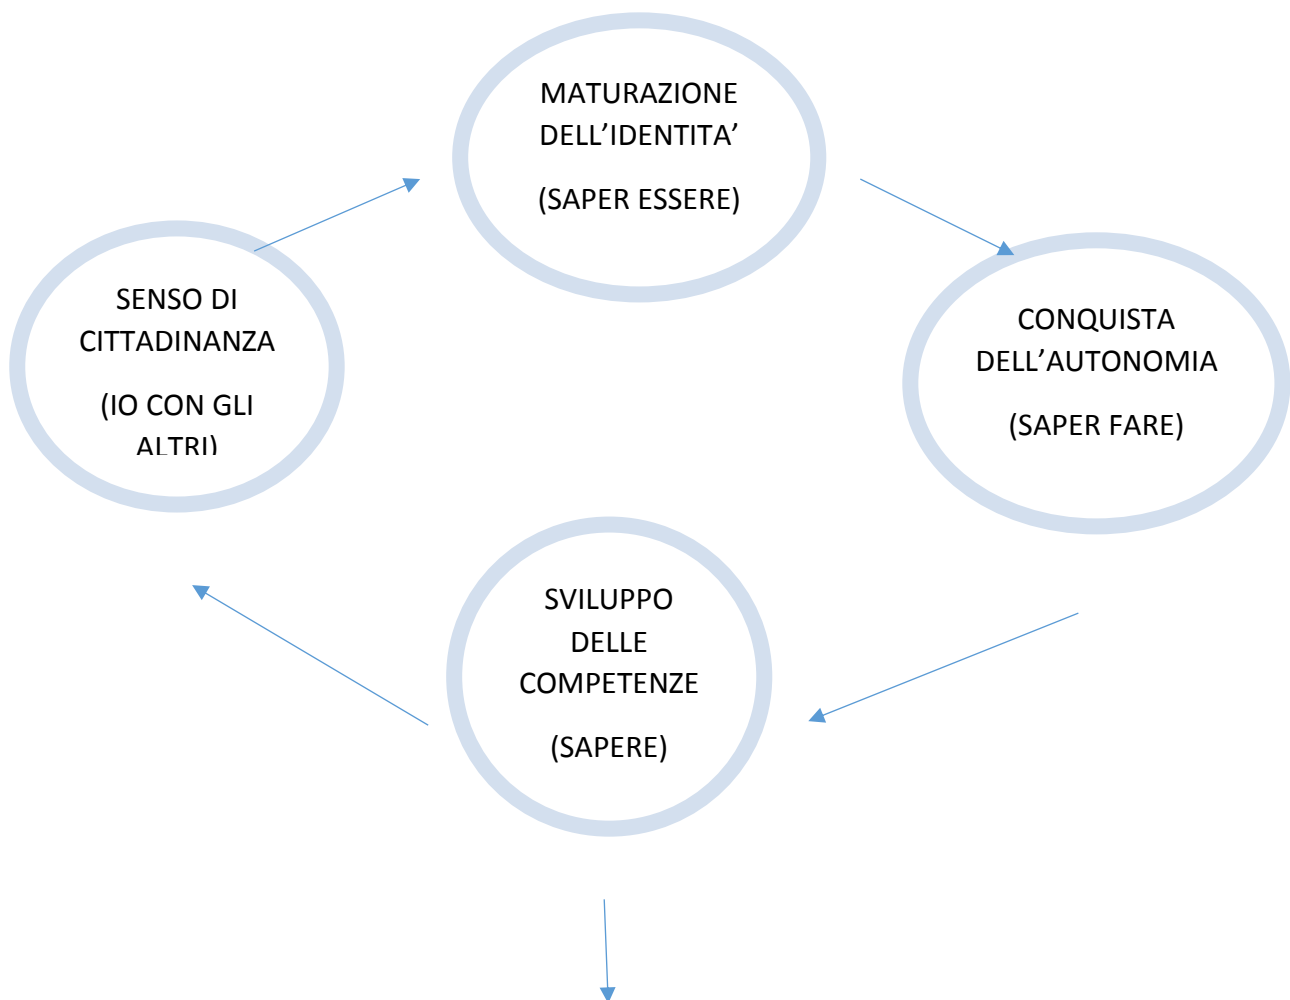 MATURAZIONE
DELL’IDENTITA’
(SAPER ESSERE)
SENSO DI
CITTADINANZA
(IO CON GLI
ALTRI)
CONQUISTA
DELL’AUTONOMIA
(SAPER FARE)
SVILUPPO
DELLE
COMPETENZE
(SAPERE)